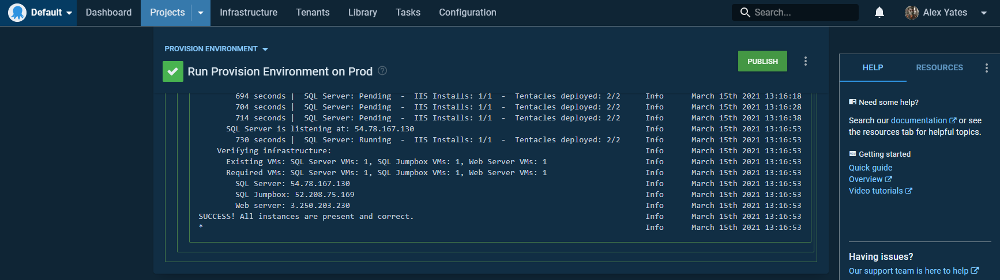 Default Dashboard Projects Infrastructure Tenants Library Tasks Configuration Search... Alex Yates
PROVISION ENVIRONMENT
Run Provision Environment on Prod
PUBLISH
694 seconds | SQL Server: Pending - IIS Installs: 1/1 - Tentacles deployed: 2/2 Info March 15th 2021 13:16:18
704 seconds | SQL Server: Pending - IIS Installs: 1/1 - Tentacles deployed: 2/2 Info March 15th 2021 13:16:28
714 seconds | SQL Server: Pending - IIS Installs: 1/1 - Tentacles deployed: 2/2 Info March 15th 2021 13:16:38
SQL Server is listening at: 54.78.167.130 Info March 15th 2021 13:16:53
730 seconds | SQL Server: Running - IIS Installs: 1/1 - Tentacles deployed: 2/2 Info March 15th 2021 13:16:53
Verifying infrastructure: Info March 15th 2021 13:16:53
Existing VMs: SQL Server VMs: 1, SQL Jumpbox VMs: 1, Web Server VMs: 1 Info March 15th 2021 13:16:53
Required VMs: SQL Server VMs: 1, SQL Jumpbox VMs: 1, Web Server VMs: 1 Info March 15th 2021 13:16:53
SQL Server: 54.78.167.130 Info March 15th 2021 13:16:53
SQL Jumpbox: 52.208.75.169 Info March 15th 2021 13:16:53
Web server: 3.250.203.230 Info March 15th 2021 13:16:53
SUCCESS! All instances are present and correct. Info March 15th 2021 13:16:53
* Info March 15th 2021 13:16:53
HELP RESOURCES
Need some help?
Search our documentation or see
the resources tab for helpful topics.
Getting started
Quick guide
Overview
Video tutorials
Having issues?
Our support team is here to help